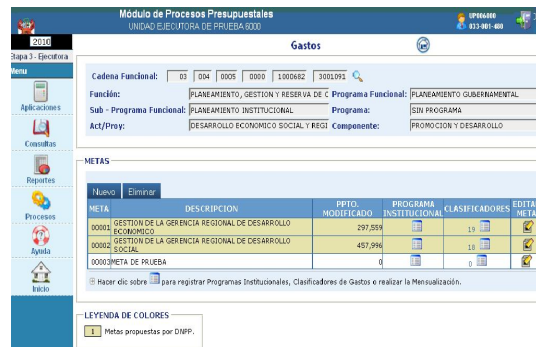 Módulo de Procesos Presupuestales
UNIDAD EJECUTORA DE PRUEBA 6000
UP006000
033-001-680
2010
Etapa 3 - Ejecutora
Gastos
Menu
Aplicaciones
Consultas
Reportes
Procesos
Ayuda
Inicio
Cadena Funcional: 03 004 0005 0000 1000682 3001091
Función: PLANEAMIENTO, GESTION Y RESERVA DE C Programa Funcional: PLANEAMIENTO GUBERNAMENTAL
Sub - Programa Funcional: PLANEAMIENTO INSTITUCIONAL Programa: SIN PROGRAMA
Act/Proy: DESARROLLO ECONOMICO SOCIAL Y REGI Componente: PROMOCION Y DESARROLLO
METAS
Nuevo Eliminar
META DESCRIPCION PPTO. MODIFICADO PROGRAMA INSTITUCIONAL CLASIFICADORES EDITAR META
00001 GESTION DE LA GERENCIA REGIONAL DE DESARROLLO ECONOMICO 297,559 19
00002 GESTION DE LA GERENCIA REGIONAL DE DESARROLLO SOCIAL 457,996 18
00003 META DE PRUEBA 0 0
Hacer clic sobre para registrar Programas Institucionales, Clasificadores de Gastos o realizar la Mensualización.
LEYENDA DE COLORES
1 Metas propuestas por DNPP.